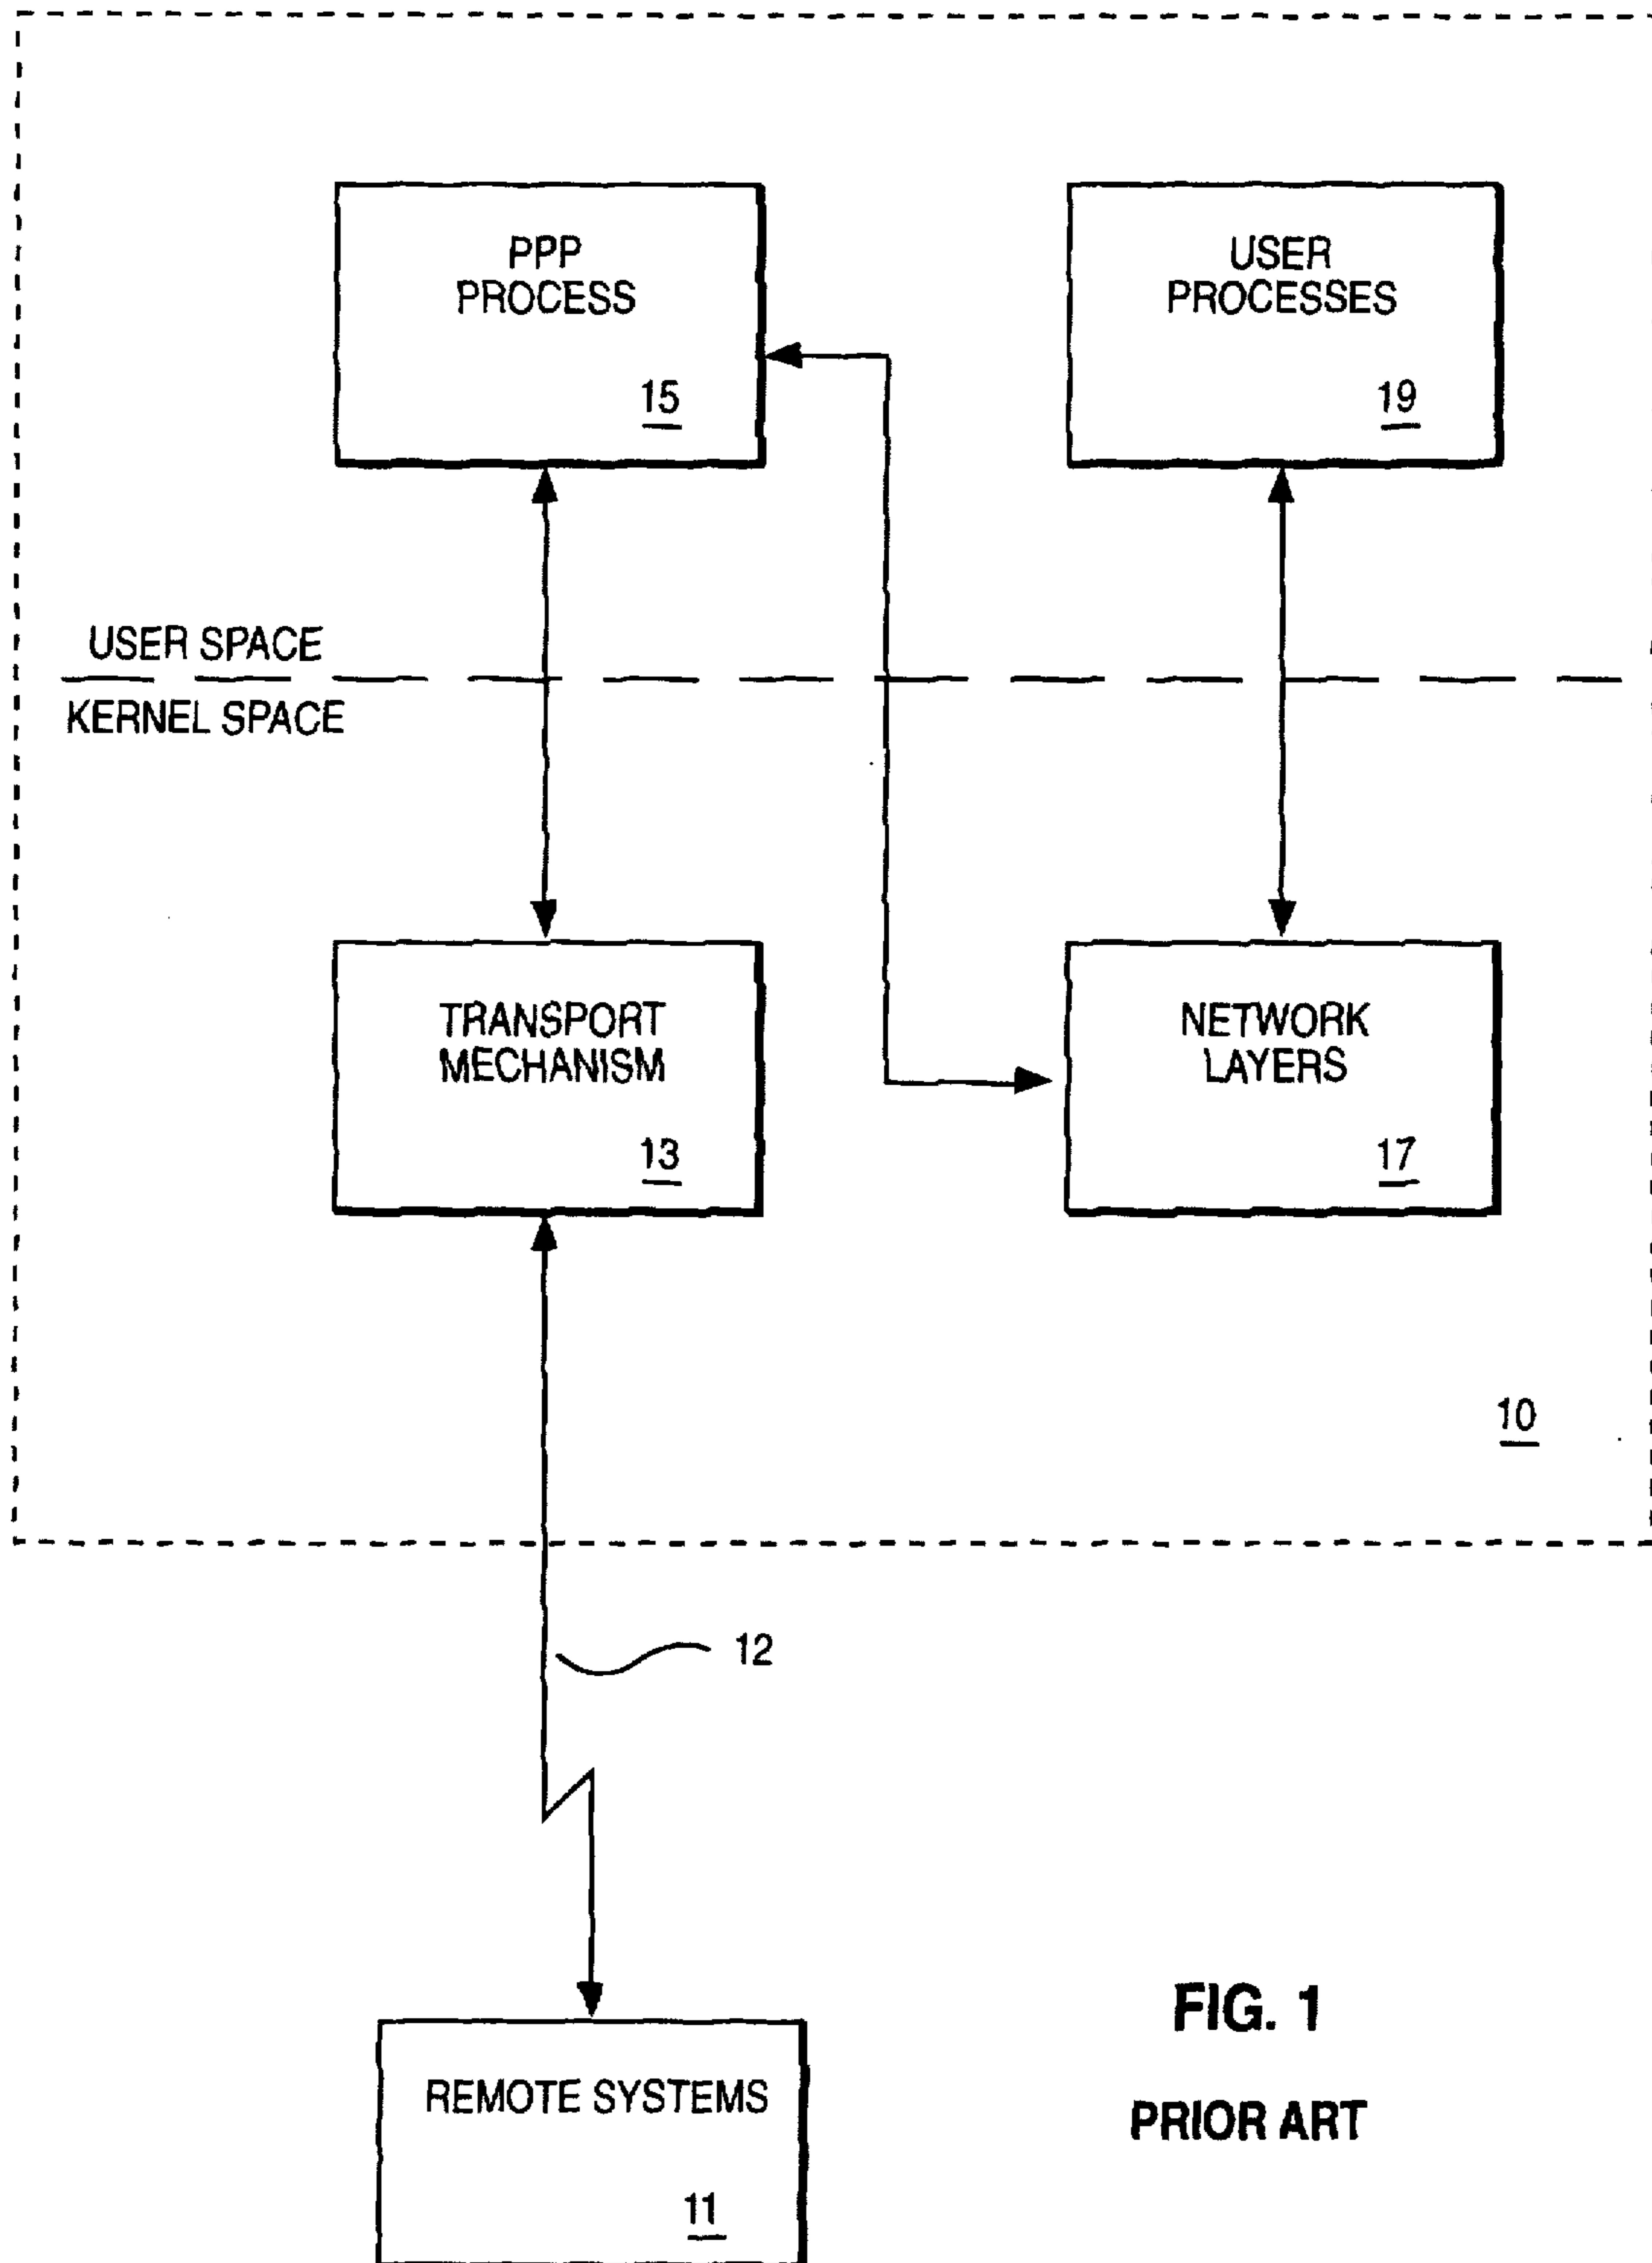 PPP
PROCESS
15
USER
PROCESSES
19
USER SPACE
KERNEL SPACE
TRANSPORT
MECHANISM
13
NETWORK
LAYERS
17
10
12
REMOTE SYSTEMS
11
FIG. 1
PRIOR ART